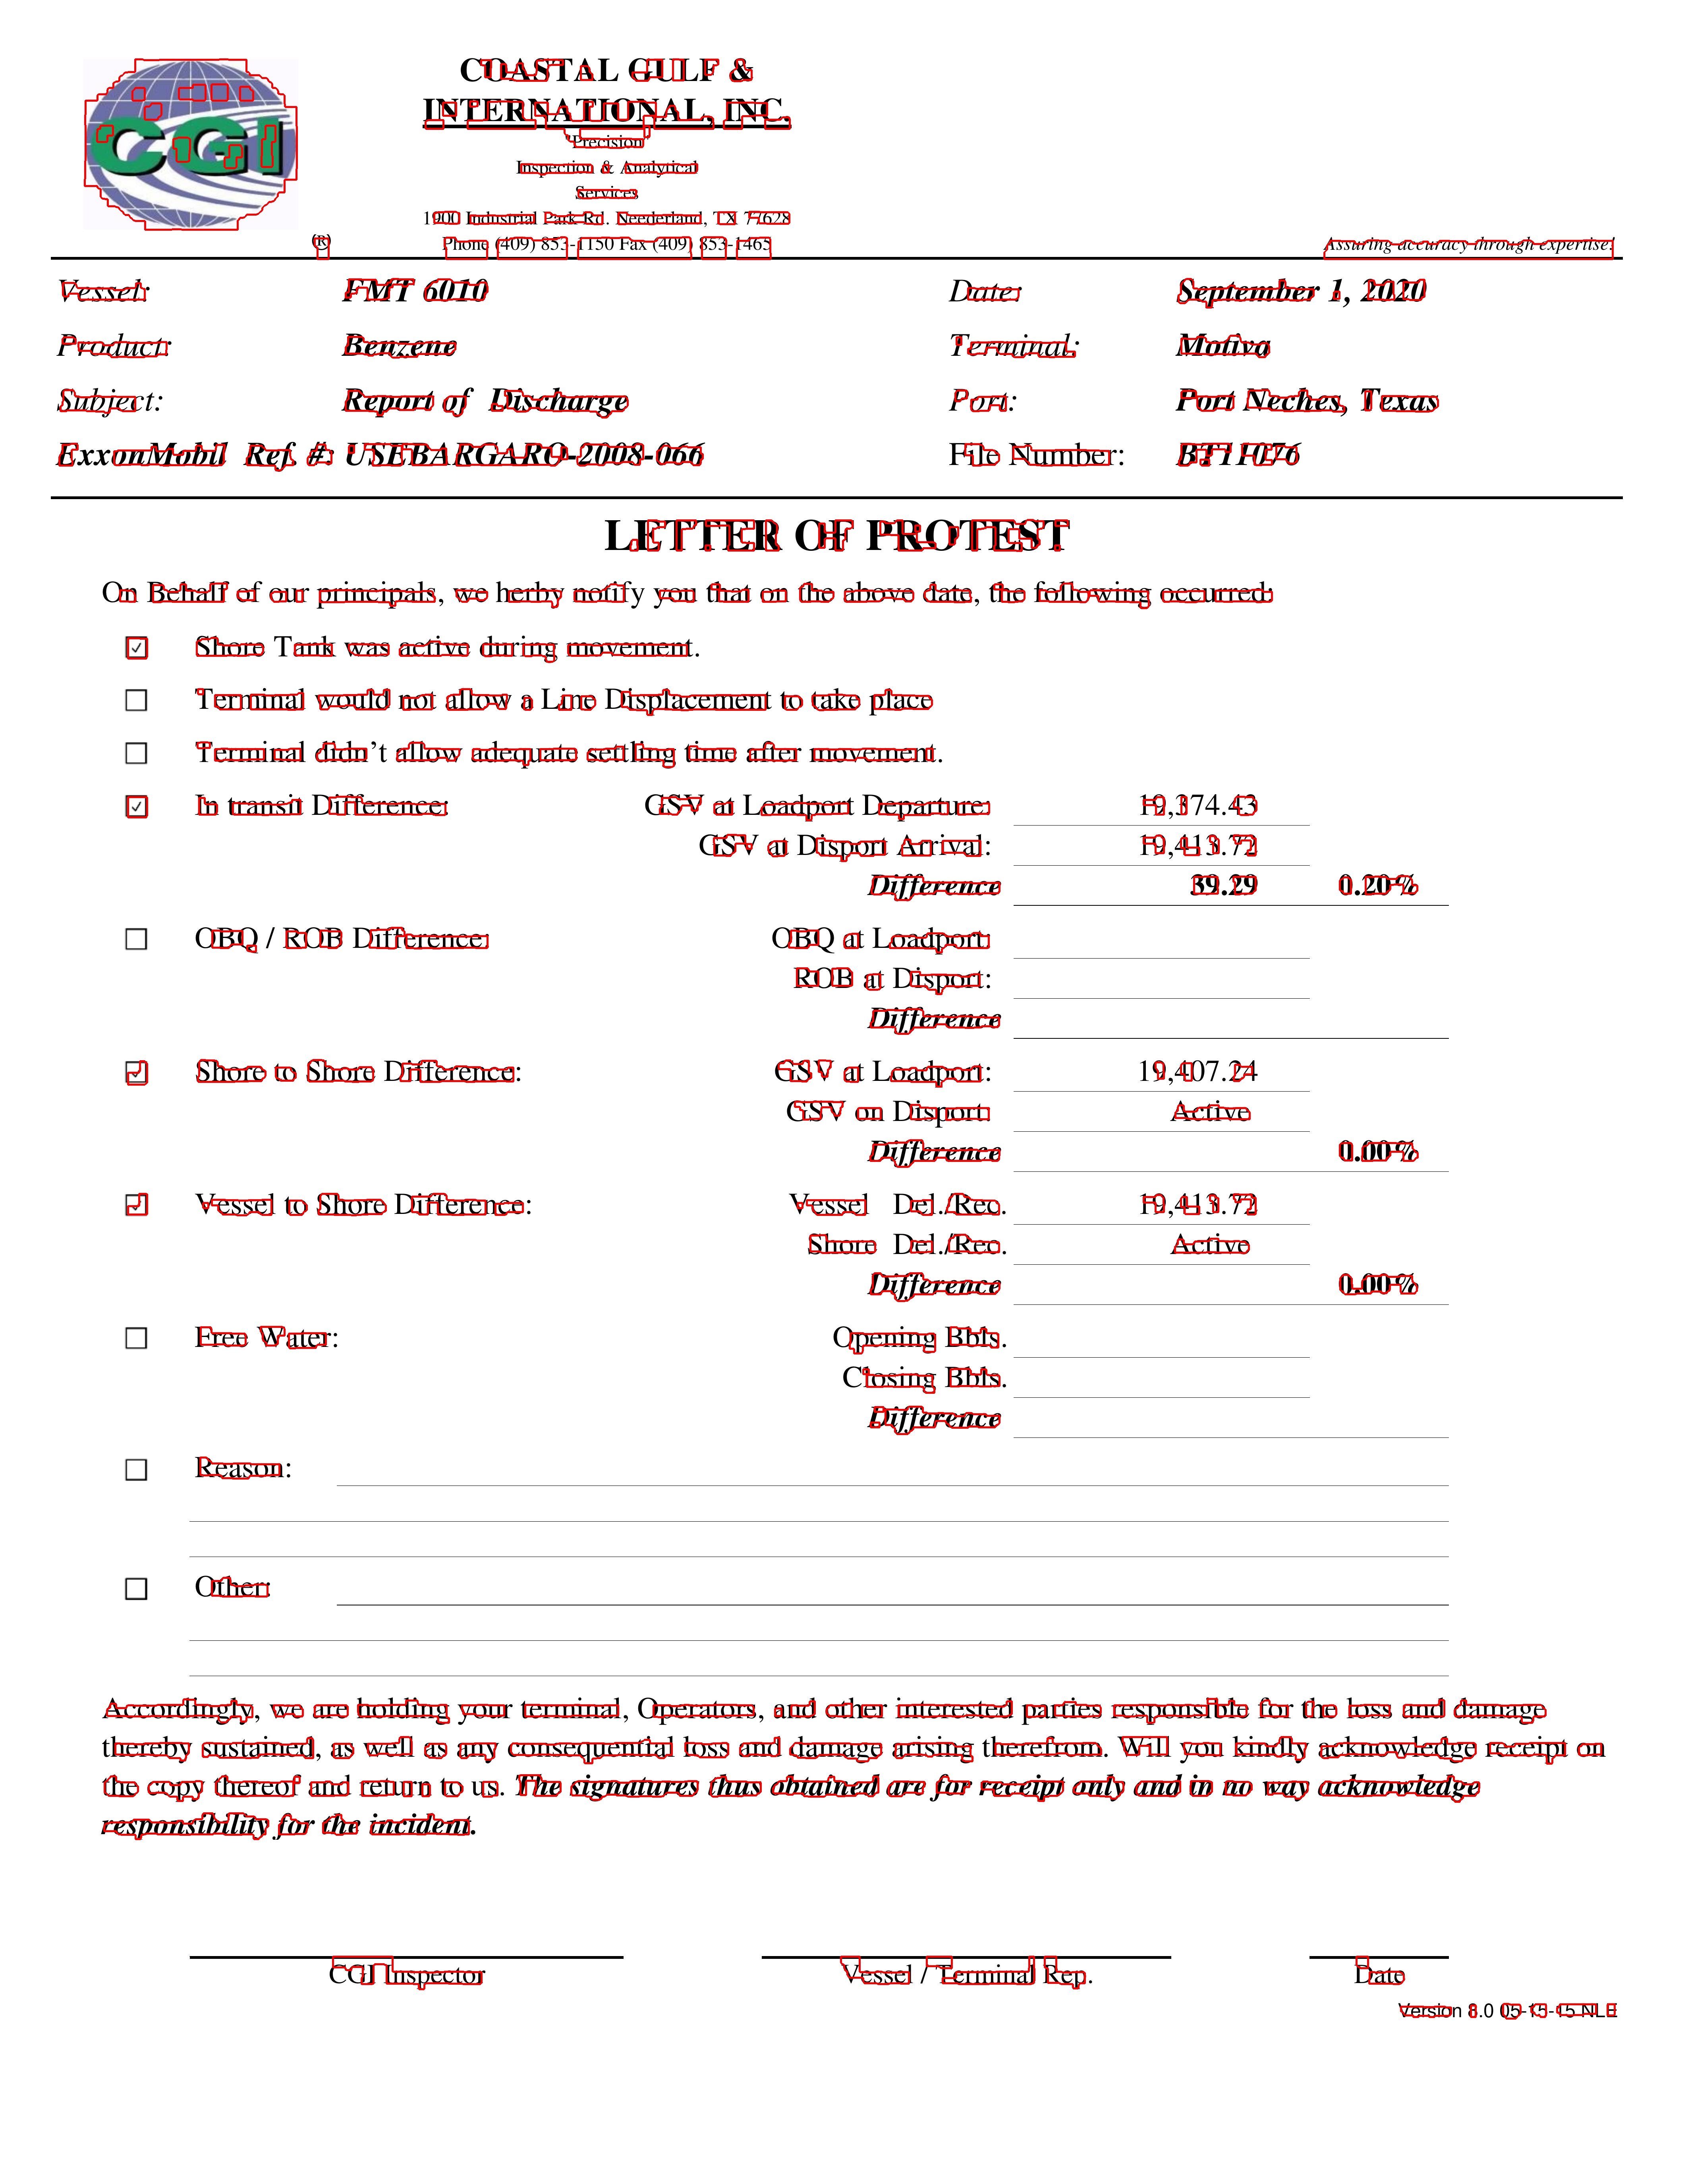 COASTAL GULF &
INTERNATIONAL, INC.
"Precision"
Inspection & Analytical
Services
1900 Industrial Park Rd. Neederland, TX 77628
Phone (409) 853-1150 Fax (409) 853-1465
CGI
(R)
Assuring accuracy through expertise!
Vessel: FMT 6010 Date: September 1, 2020
Product: Benzene Terminal: Motiva
Subject: Report of Discharge Port: Port Neches, Texas
ExxonMobil Ref. #: USEBARGARO-2008-066 File Number: BT11076
LETTER OF PROTEST
On Behalf of our principals, we herby notify you that on the above date, the following occurred:
Shore Tank was active during movement.
Terminal would not allow a Line Displacement to take place
Terminal didn't allow adequate settling time after movement.
In transit Difference: GSV at Loadport Departure: 19,374.43
GSV at Disport Arrival: 19,413.72
Difference 39.29 0.20%
OBQ / ROB Difference: OBQ at Loadport:
ROB at Disport:
Difference
Shore to Shore Difference: GSV at Loadport: 19,407.24
GSV on Disport: Active
Difference 0.00%
Vessel to Shore Difference: Vessel Del./Rec. 19,413.72
Shore Del./Rec. Active
Difference 0.00%
Free Water: Opening Bbls.
Closing Bbls.
Difference
Reason:
Other:
Accordingly, we are holding your terminal, Operators, and other interested parties responsible for the loss and damage
thereby sustained, as well as any consequential loss and damage arising therefrom. Will you kindly acknowledge receipt on
the copy thereof and return to us. The signatures thus obtained are for receipt only and in no way acknowledge
responsibility for the incident.
CGI Inspector Vessel / Terminal Rep. Date
Version 8.0 05-15-15 NLE